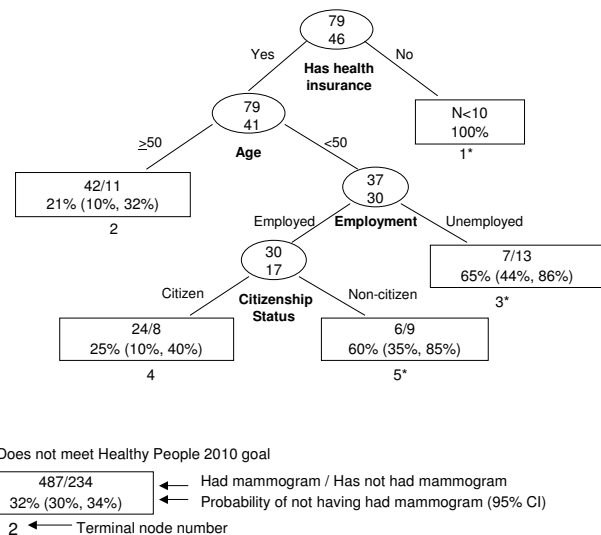 79
46
Yes
No
Has health
insurance
79
41
N<10
100%
1*
≥50
Age
<50
42/11
21% (10%, 32%)
2
37
30
Employed
Employment
Unemployed
30
17
7/13
65% (44%, 86%)
3*
Citizen
Citizenship
Status
Non-citizen
24/8
25% (10%, 40%)
4
6/9
60% (35%, 85%)
5*
Does not meet Healthy People 2010 goal
487/234
32% (30%, 34%)
Had mammogram / Has not had mammogram
Probability of not having had mammogram (95% CI)
2
Terminal node number